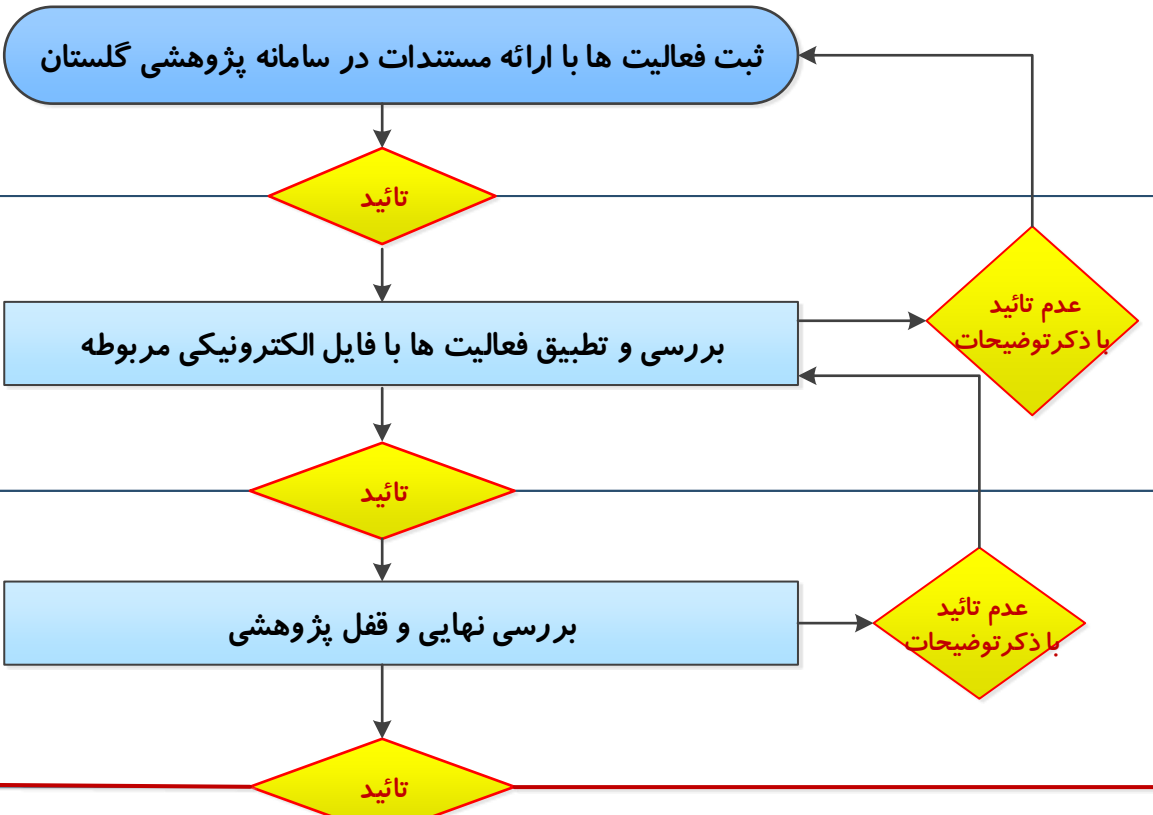 ثبت فعالیت ها با ارائه مستندات در سامانه پژوهشی گلستان
تائید
عدم تائید
با ذکرتوضیحات
بررسی و تطبیق فعالیت ها با فایل الکترونیکی مربوطه
تائید
عدم تائید
با ذکرتوضیحات
بررسی نهایی و قفل پژوهشی
تائید